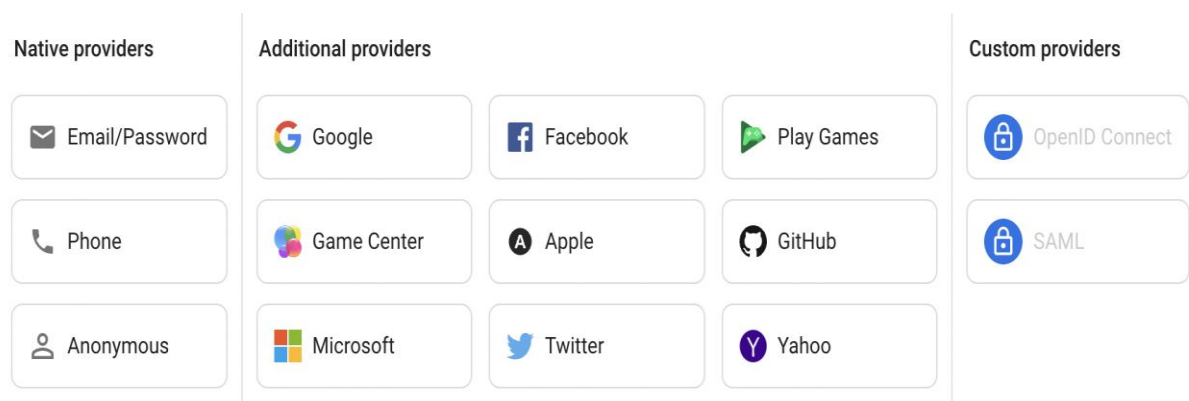 Native providers
Additional providers
Custom providers
Email/Password
Google
Facebook
Play Games
OpenID Connect
Phone
Game Center
Apple
GitHub
SAML
Anonymous
Microsoft
Twitter
Yahoo